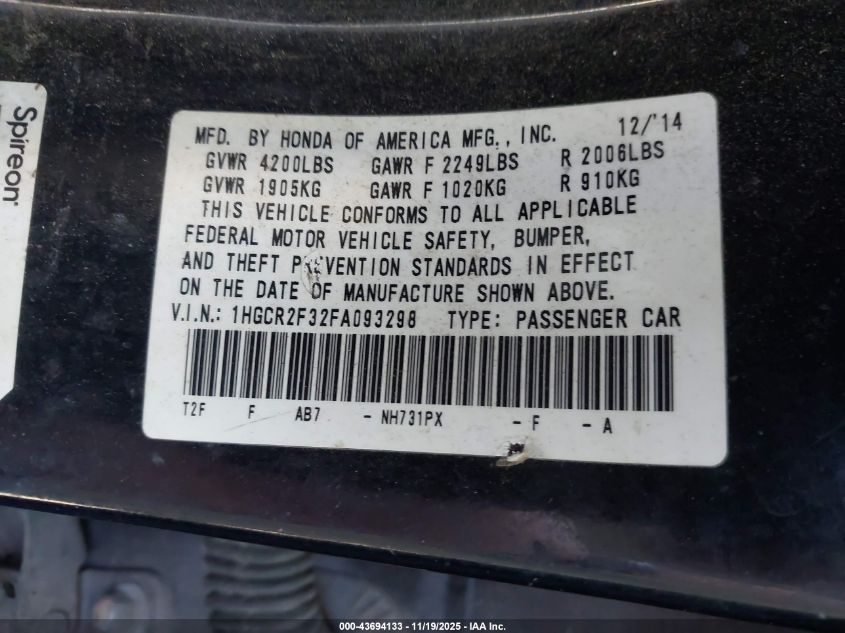 Spireon
MFD. BY HONDA OF AMERICA MFG., INC. 12/'14
GVWR 4200LBS GAWR F 2249LBS R 2006LBS
GVWR 1905KG GAWR F 1020KG R 910KG
THIS VEHICLE CONFORMS TO ALL APPLICABLE
FEDERAL MOTOR VEHICLE SAFETY, BUMPER,
AND THEFT PREVENTION STANDARDS IN EFFECT
ON THE DATE OF MANUFACTURE SHOWN ABOVE.
V.I.N.: 1HGCR2F32FA093298 TYPE: PASSENGER CAR
T2F F AB7 - NH731PX - F - A
000-43694133 - 11/19/2025 - IAA Inc.